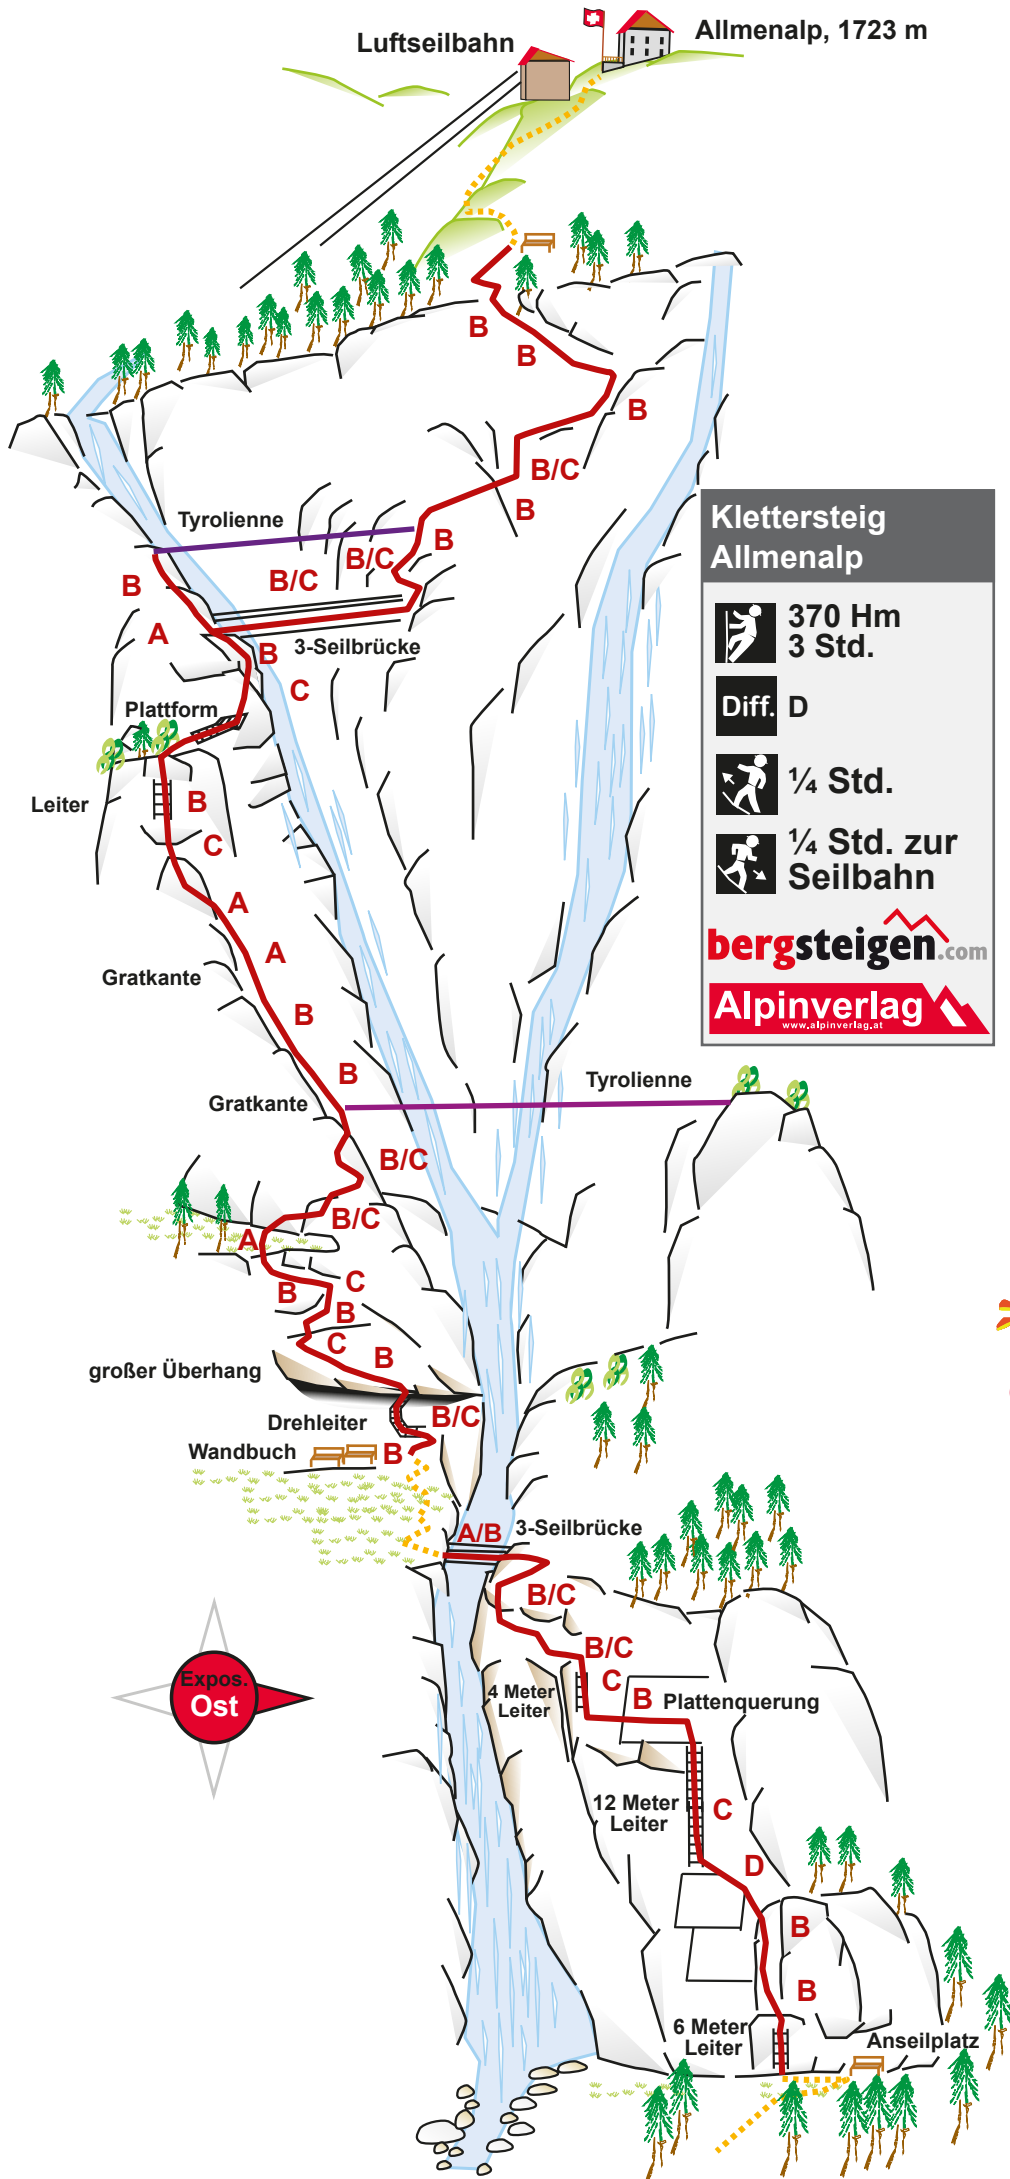 Allmenalp, 1723 m
Luftseilbahn
B
B
B
B/C
B
Tyrolienne
B
B/C
B/C
B
A
B
3-Seilbrücke
C
Plattform
Leiter
B
C
A
A
Gratkante
B
B
Tyrolienne
Gratkante
B/C
B/C
A
C
B
B
C
B
großer Überhang
B/C
Drehleiter
Wandbuch
B
A/B
3-Seilbrücke
B/C
B/C
C
4 Meter
Leiter
B
Plattenquerung
12 Meter
Leiter
C
D
B
B
6 Meter
Leiter
Anseilplatz
Expos.
Ost
Klettersteig
Allmenalp
370 Hm
3 Std.
Diff. D
¼ Std.
¼ Std. zur
Seilbahn
bergsteigen.com
Alpinverlag
www.alpinverlag.at